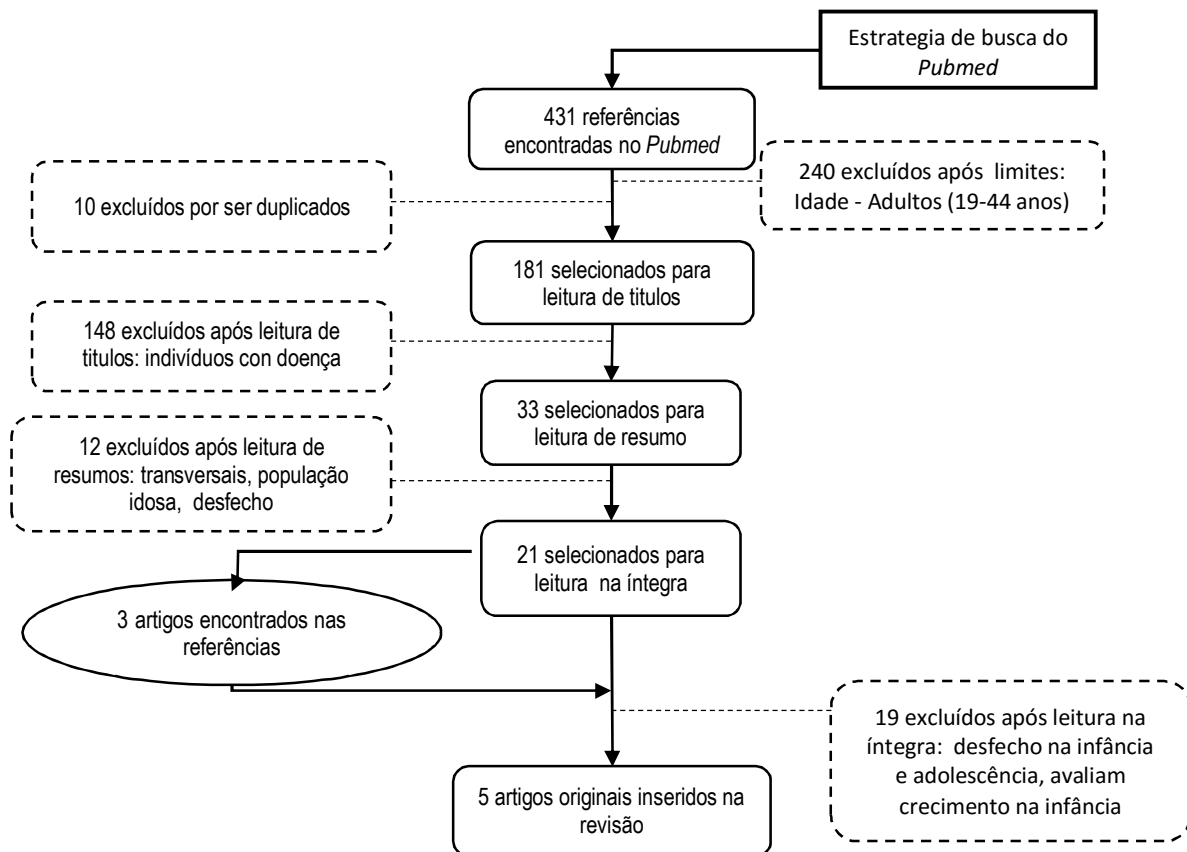 Estrategia de busca do
Pubmed
431 referências
encontradas no Pubmed
240 excluídos após limites:
Idade - Adultos (19-44 anos)
10 excluídos por ser duplicados
181 selecionados para
leitura de titulos
148 excluídos após leitura de
titulos: indivíduos con doença
33 selecionados para
leitura de resumo
12 excluídos após leitura de
resumos: transversais, população
idosa, desfecho
21 selecionados para
leitura na íntegra
3 artigos encontrados nas
referências
19 excluídos após leitura na
íntegra: desfecho na infância
e adolescência, avaliam
crecimento na infância
5 artigos originais inseridos na
revisão